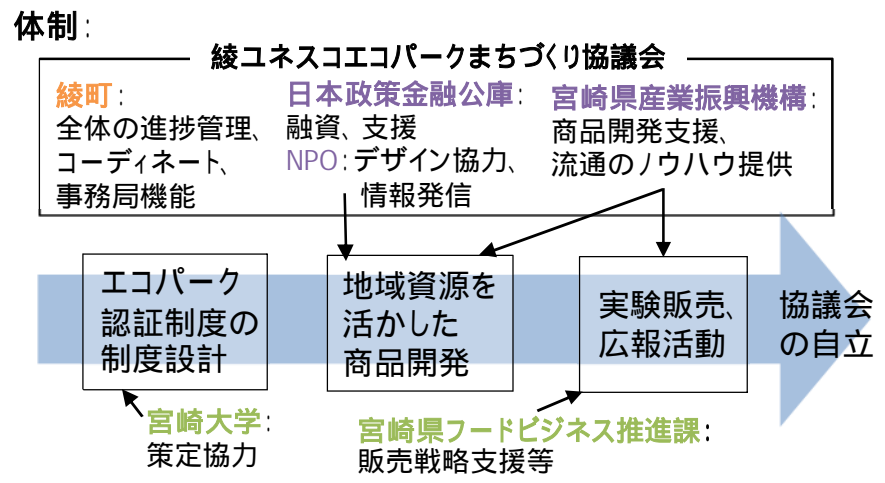 体制:
綾ユネスコエコパークまちづくり協議会
綾町:
全体の進捗管理、
コーディネート、
事務局機能
日本政策金融公庫:
融資、支援
NPO:デザイン協力、
情報発信
宮崎県産業振興機構:
商品開発支援、
流通のノウハウ提供
エコパーク
認証制度の
制度設計
地域資源を
活かした
商品開発
実験販売、
広報活動
協議会
の自立
宮崎大学:
策定協力
宮崎県フードビジネス推進課:
販売戦略支援等